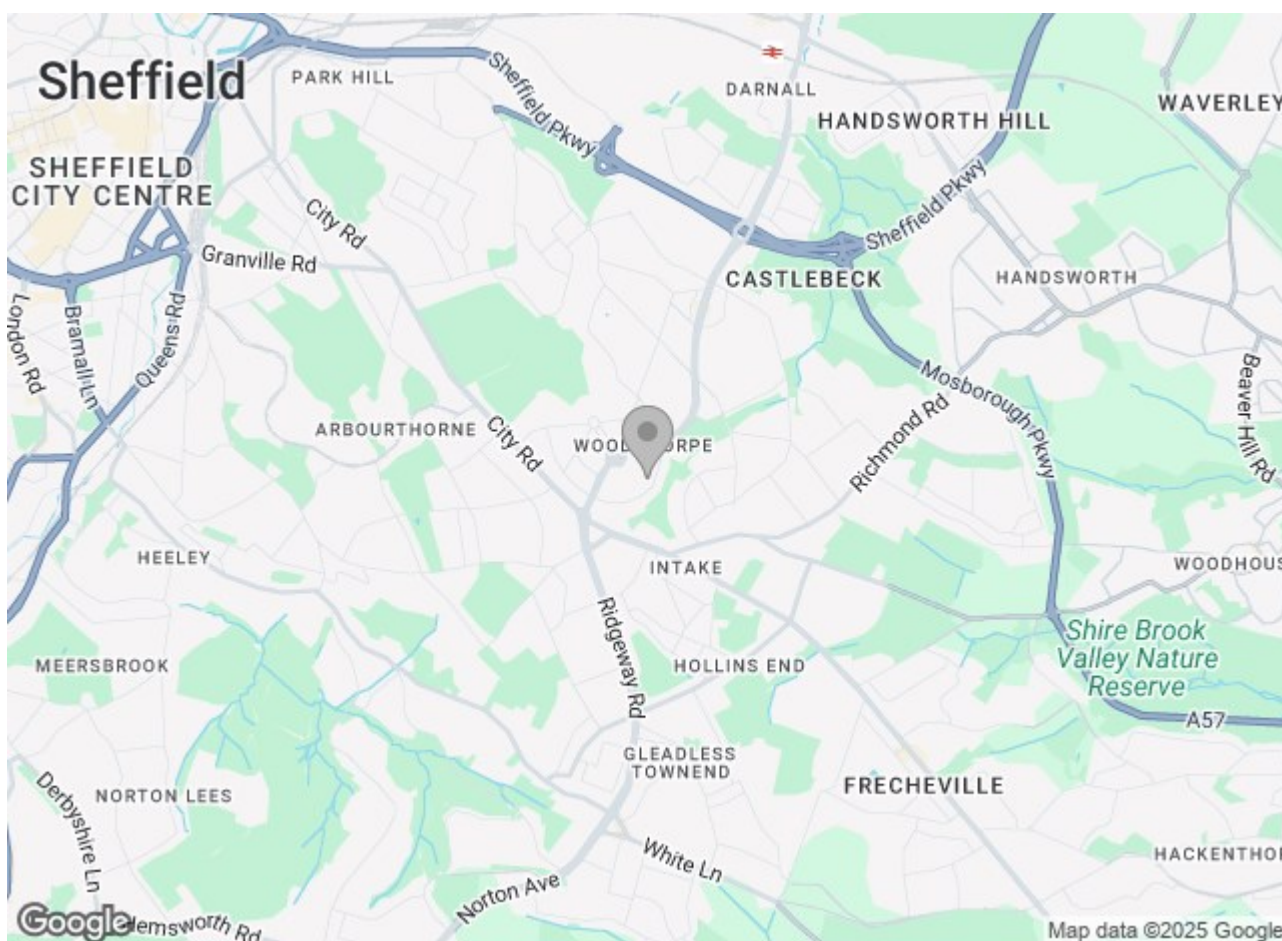 Sheffield
PARK HILL
Sheffield Pkwy
DARNALL
WAVERLEY
HANDSWORTH HILL
SHEFFIELD
CITY CENTRE
City Rd
Sheffield Pkwy
Granville Rd
CASTLEBECK
HANDSWORTH
London Rd
Bramall Ln
Queens Rd
Mosborough Pkwy
Beaver Hill Rd
ARBOURTHORNE
City Rd
Richmond Rd
HEELEY
INTAKE
Ridgeway Rd
Shire Brook
Valley Nature
Reserve
MEERSBROOK
HOLLINS END
A57
GLEADLESS
TOWNEND
FRECHEVILLE
Derbyshire Ln
NORTON LEES
White Ln
Norton Ave
Google
Map data ©2025 Google